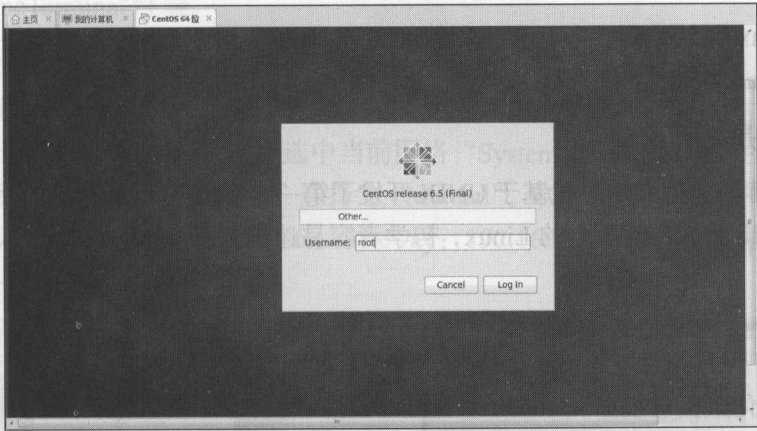 主页 × 我的计算机 × CentOS 64 位 ×
CentOS release 6.5 (Final)
Other...
Username: root
Cancel Log In